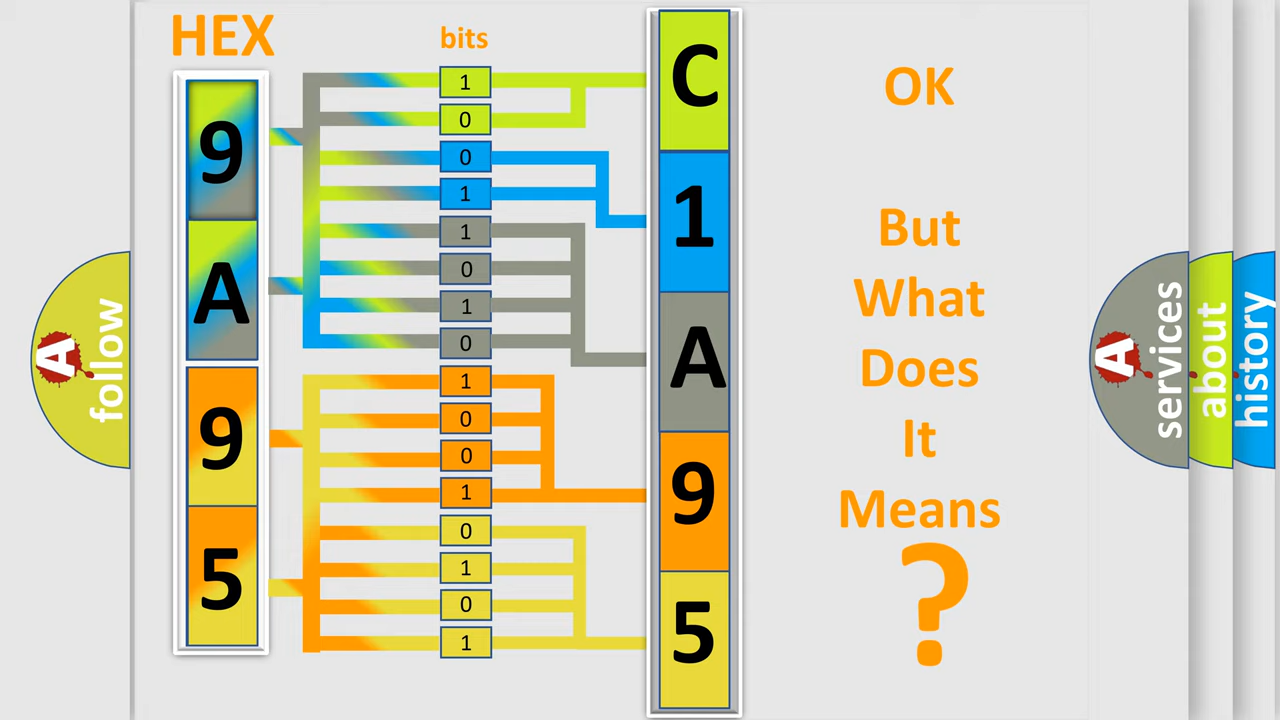 HEX
bits
9
A
9
5
1
0
0
1
1
0
1
0
1
0
0
1
0
1
0
1
C
1
A
9
5
OK
But
What
Does
It
Means
?
A
follow
A
services
about
history